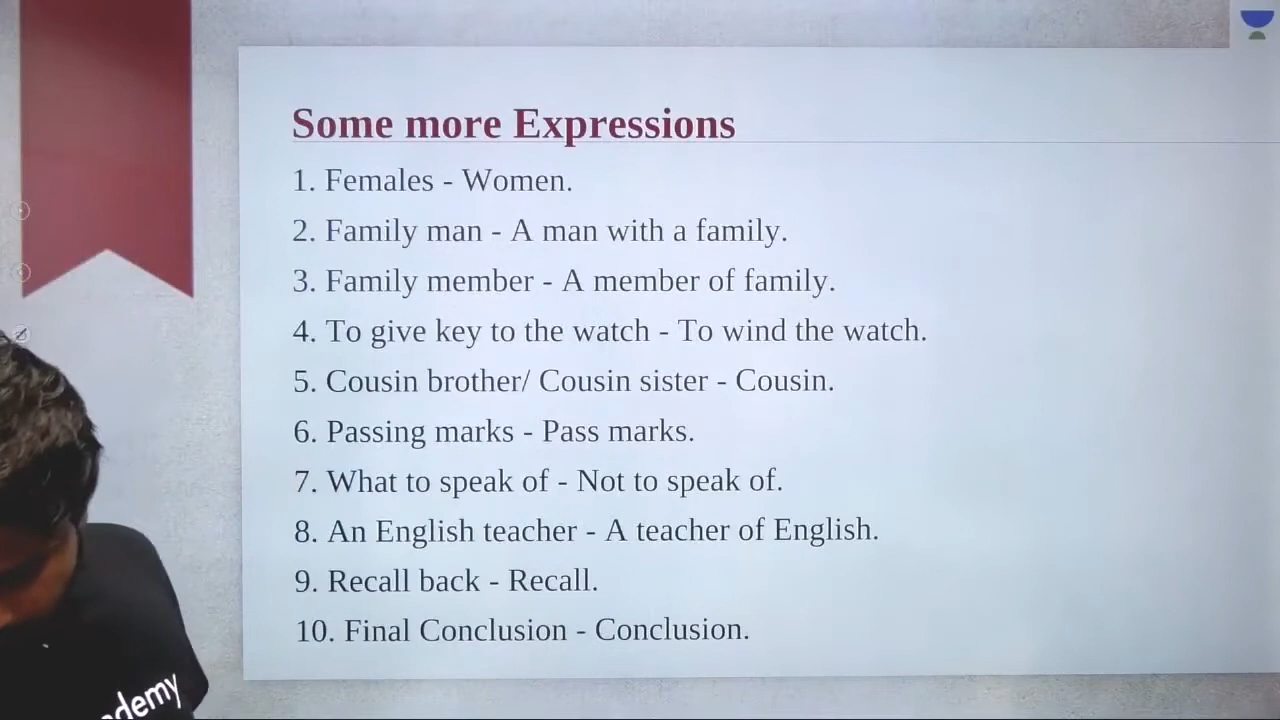 Some more Expressions
1. Females - Women.
2. Family man - A man with a family.
3. Family member - A member of family.
4. To give key to the watch - To wind the watch.
5. Cousin brother/ Cousin sister - Cousin.
6. Passing marks - Pass marks.
7. What to speak of - Not to speak of.
8. An English teacher - A teacher of English.
9. Recall back - Recall.
10. Final Conclusion - Conclusion.
ademy